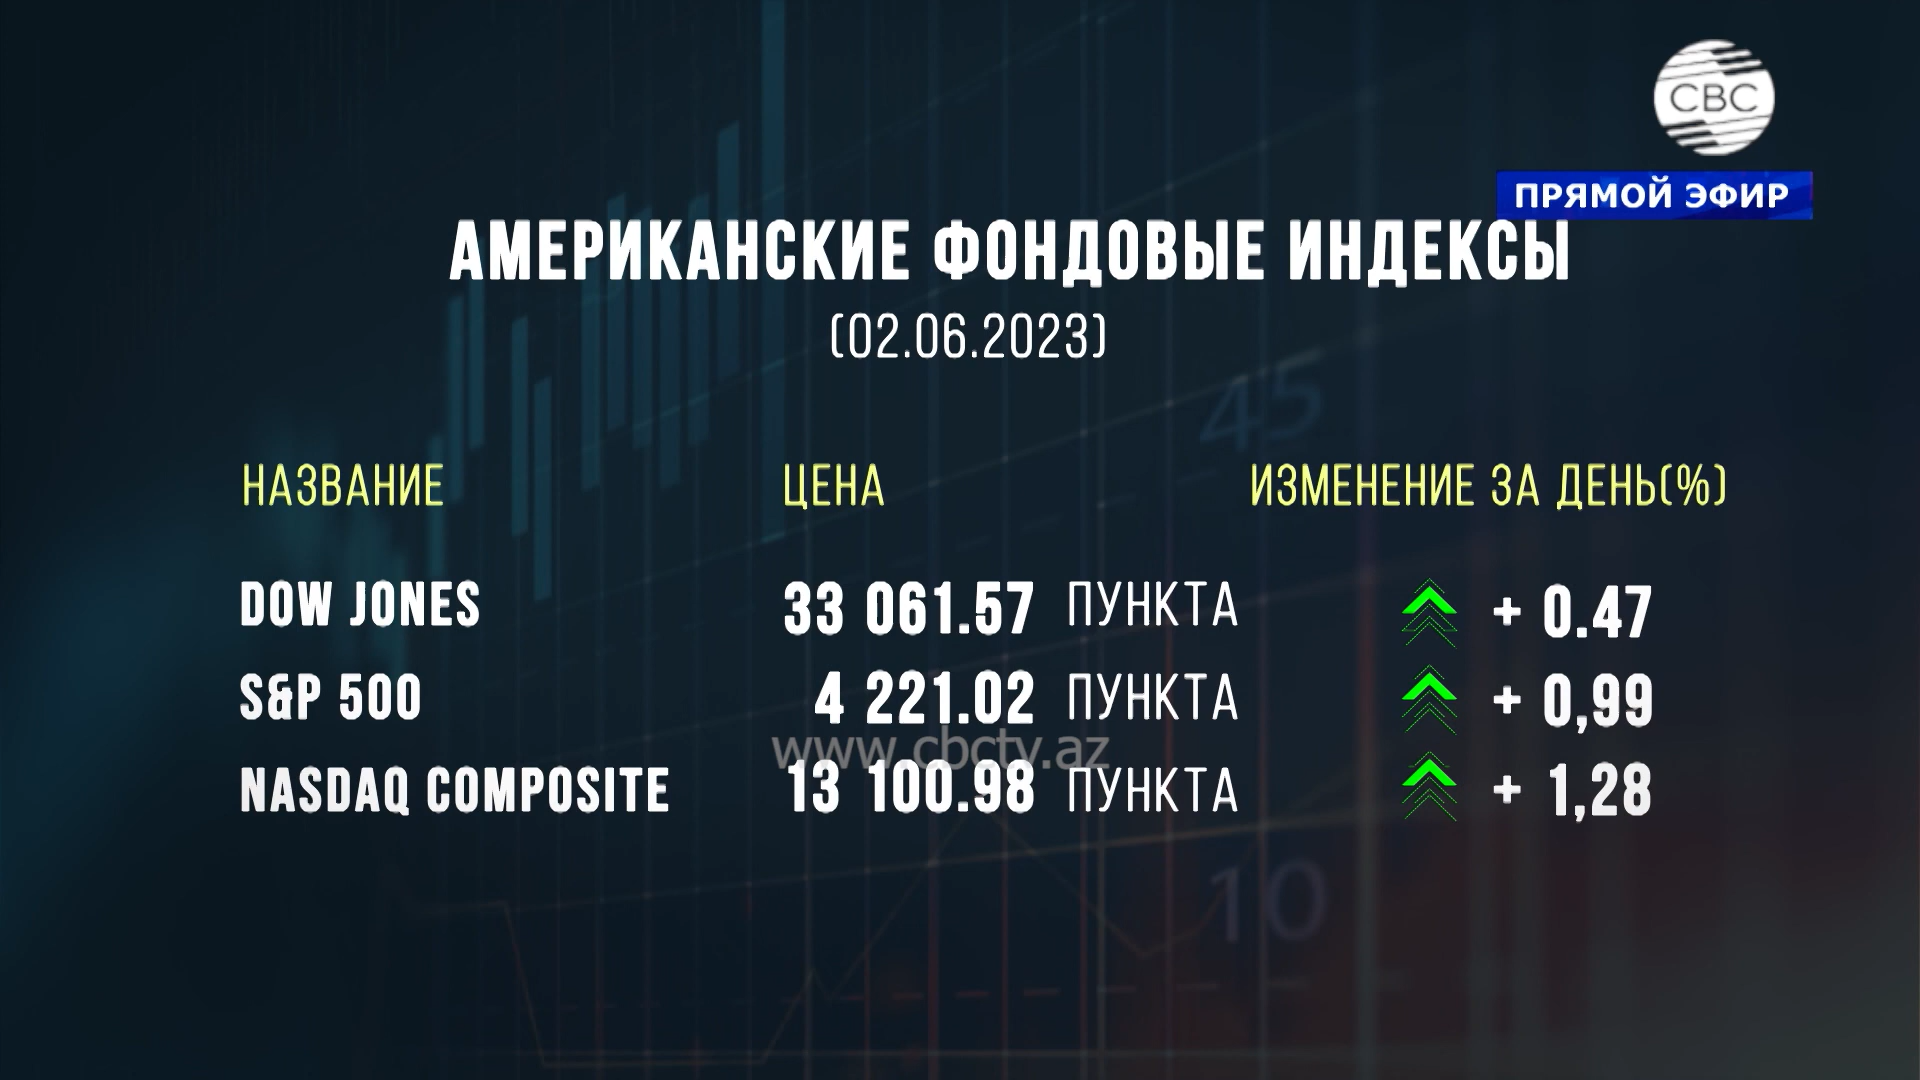 CBC
ПРЯМОЙ ЭФИР
АМЕРИКАНСКИЕ ФОНДОВЫЕ ИНДЕКСЫ
(02.06.2023)
45
НАЗВАНИЕ ЦЕНА ИЗМЕНЕНИЕ ЗА ДЕНЬ(%)
DOW JONES 33 061.57 ПУНКТА + 0.47
S&P 500 4 221.02 ПУНКТА + 0,99
www.cbctv.az
NASDAQ COMPOSITE 13 100.98 ПУНКТА + 1,28
10